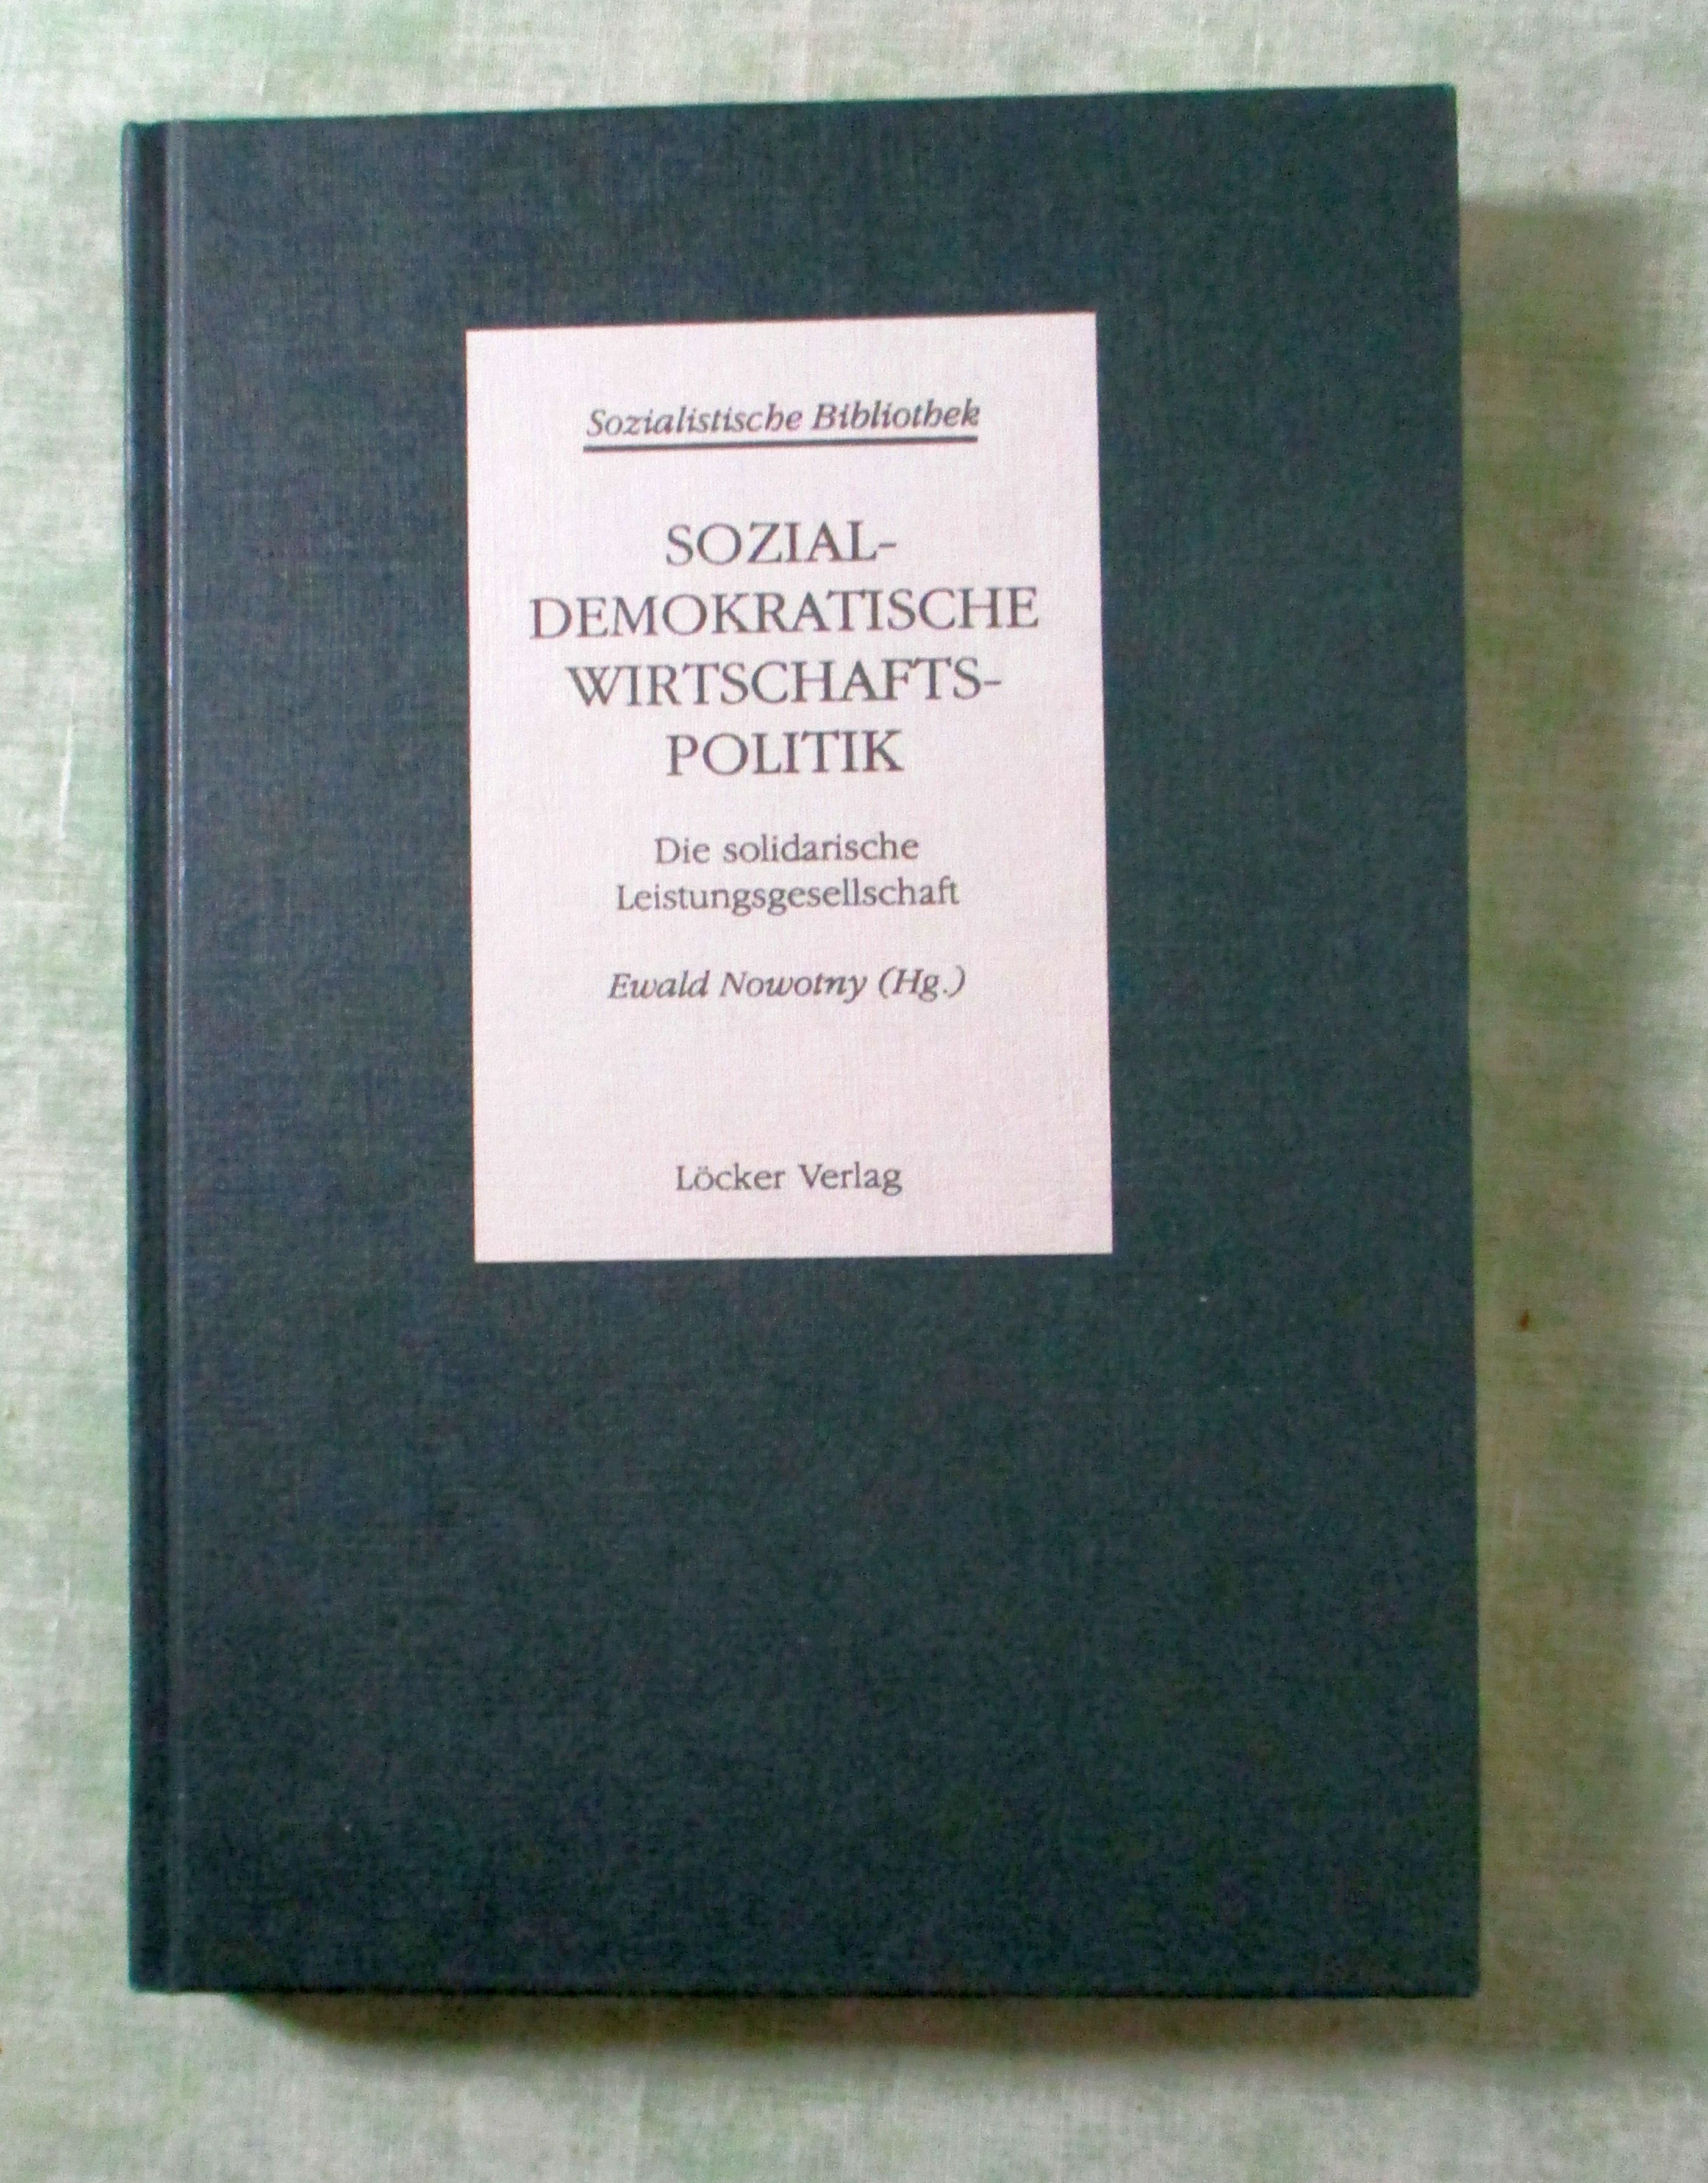 Sozialistische Bibliothek
SOZIAL-
DEMOKRATISCHE
WIRTSCHAFTS-
POLITIK
Die solidarische
Leistungsgesellschaft
Ewald Nowotny (Hg.)
Löcker Verlag